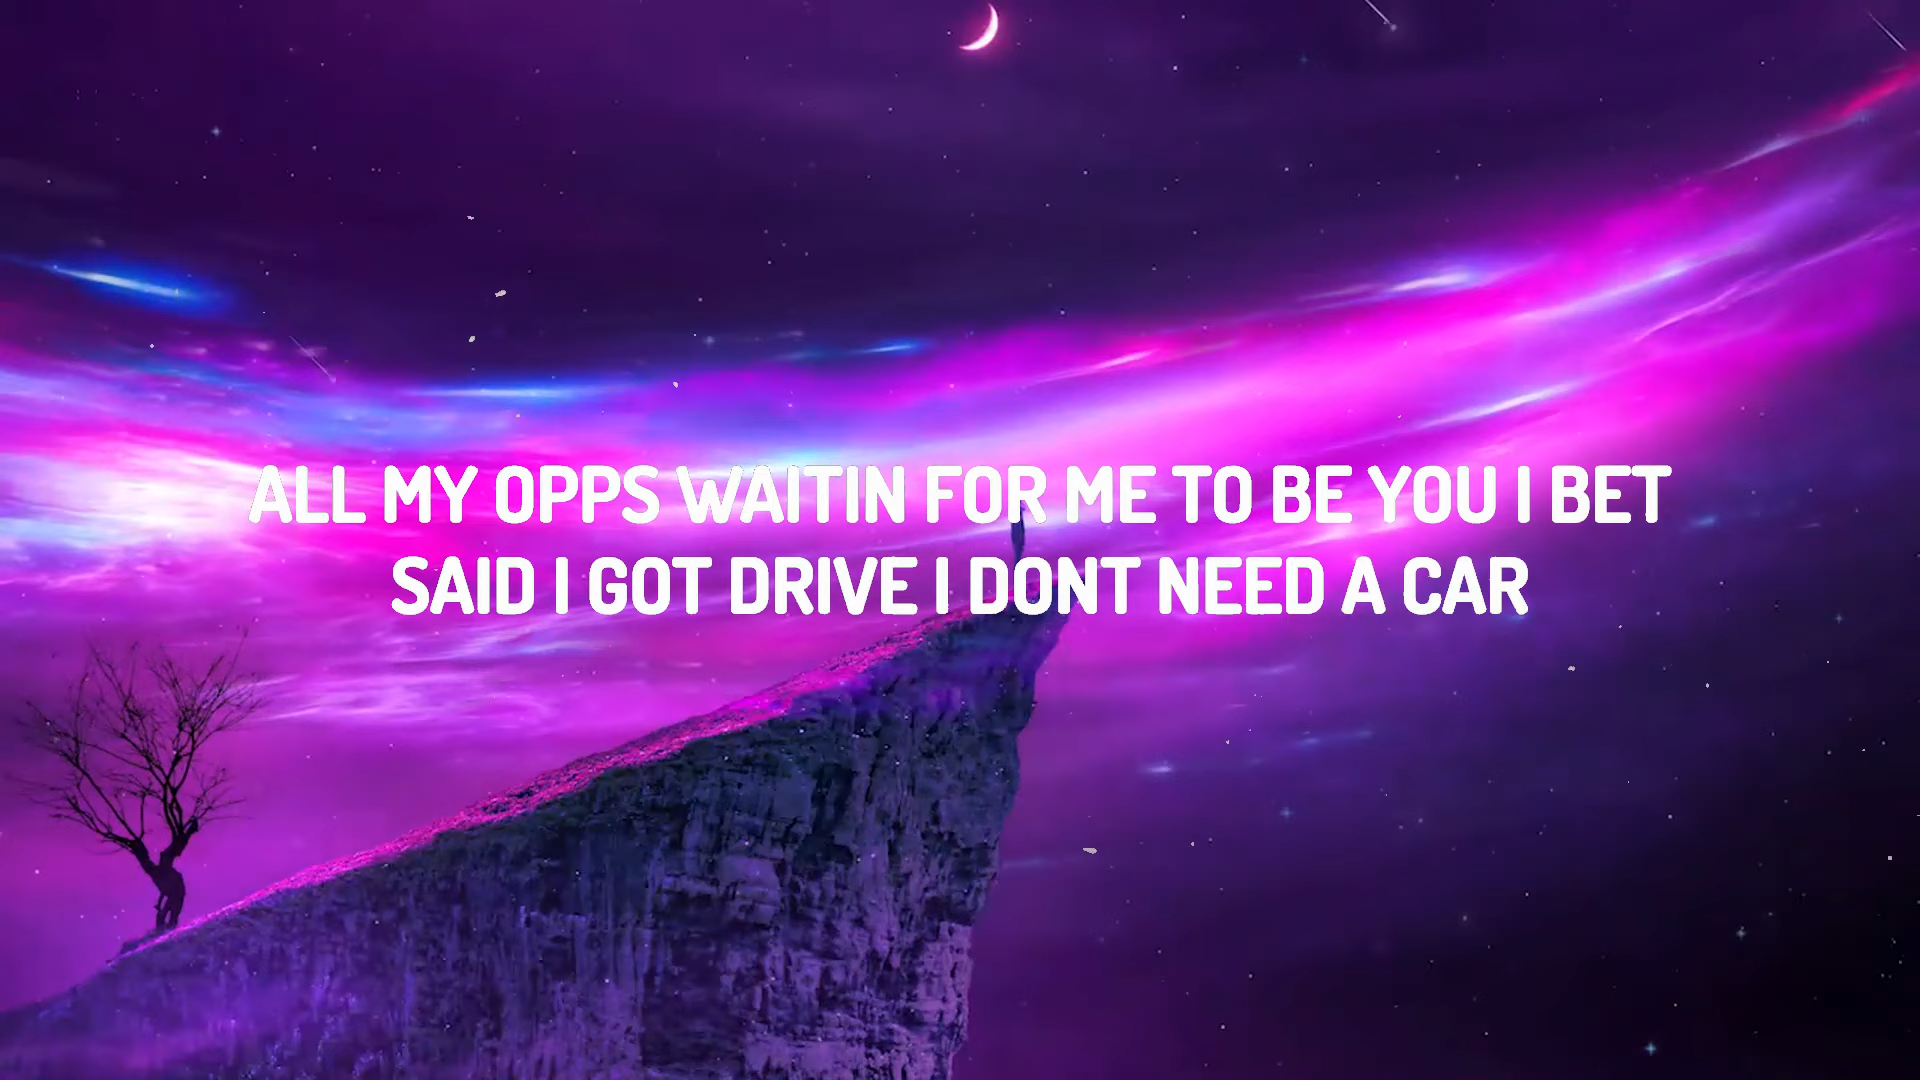 ALL MY OPPS WAITIN FOR ME TO BE YOU I BET
SAID I GOT DRIVE I DONT NEED A CAR